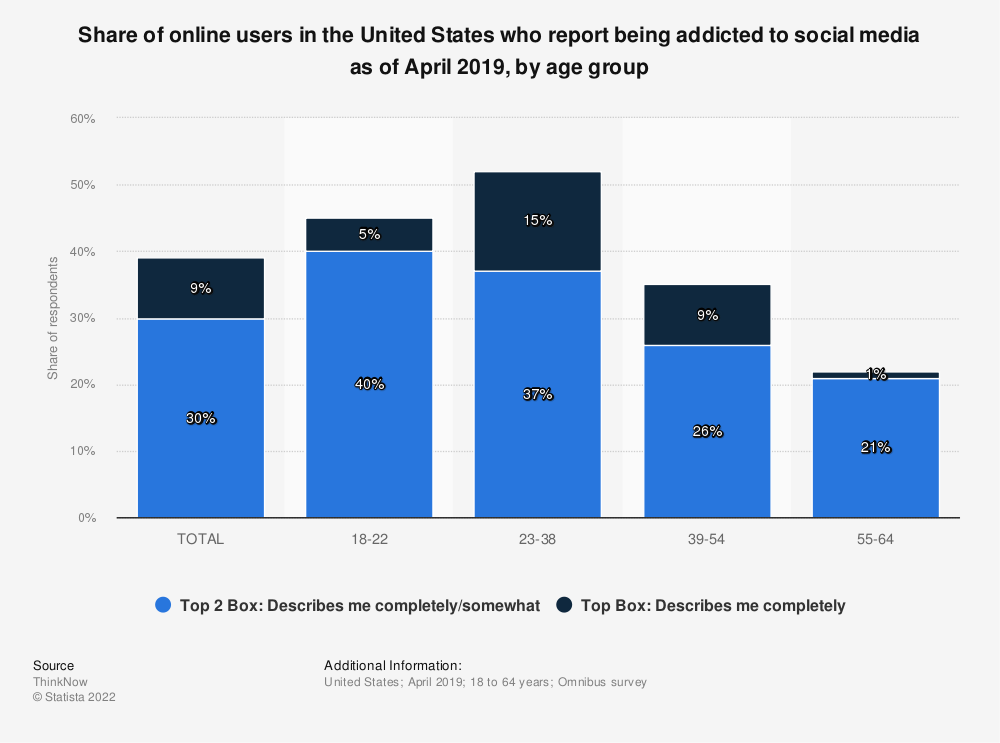 Share of online users in the United States who report being addicted to social media
as of April 2019, by age group
60%
50%
40%
30%
20%
10%
0%
Share of respondents
9%
30%
5%
40%
15%
37%
9%
26%
1%
21%
TOTAL
18-22
23-38
39-54
55-64
Top 2 Box: Describes me completely/somewhat
Top Box: Describes me completely
Source
ThinkNow
© Statista 2022
Additional Information:
United States; April 2019; 18 to 64 years; Omnibus survey